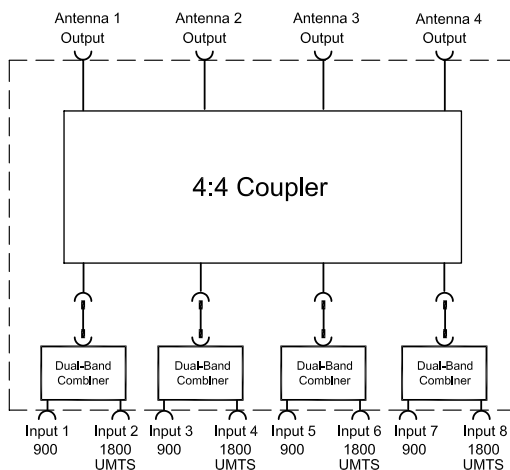 Antenna 1 Antenna 2 Antenna 3 Antenna 4
Output Output Output Output
4:4 Coupler
Dual-Band Dual-Band Dual-Band Dual-Band
Combiner Combiner Combiner Combiner
Input 1 Input 2 Input 3 Input 4 Input 5 Input 6 Input 7 Input 8
900 1800 900 1800 900 1800 900 1800
UMTS UMTS UMTS UMTS